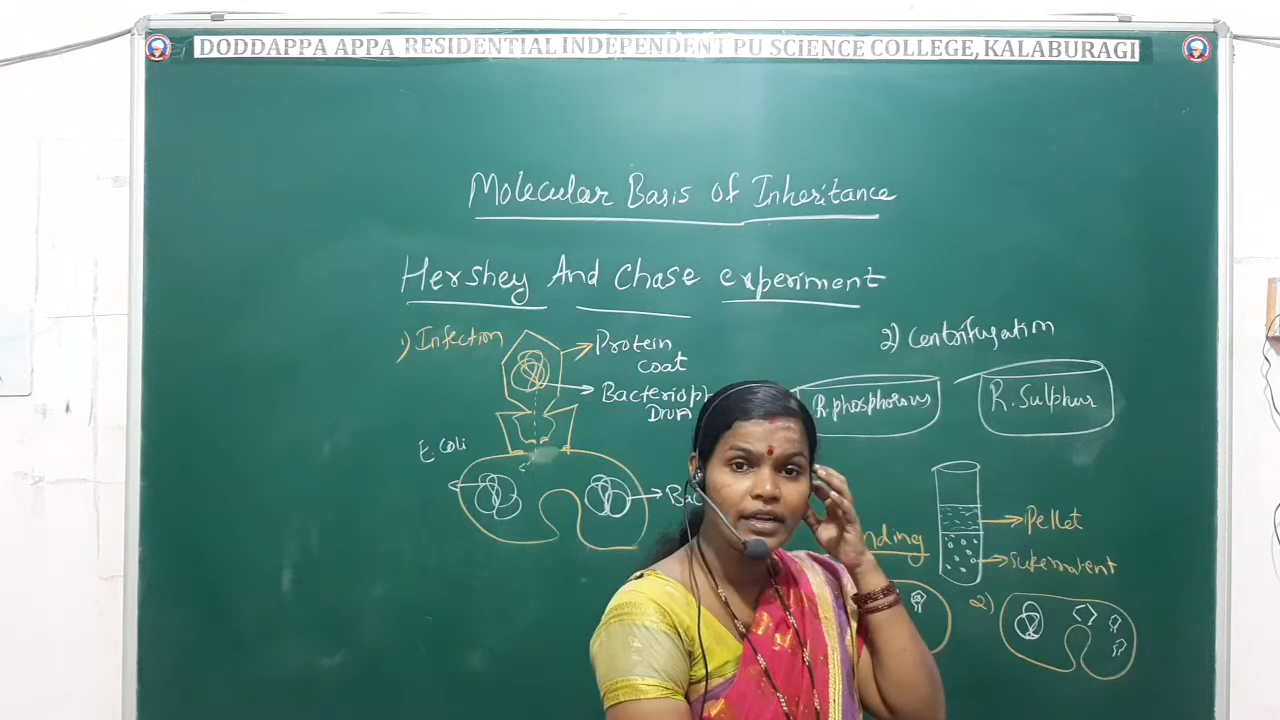 DODDAPPA APPA RESIDENTIAL INDEPENDENT PU SCiENCE COLLEGE, KALABURAGI
Molecular Basis of Inheritance
Hershey And Chase experiment
1) Infection
Protein
coat
E. Coli
2) Centrifugation
R. phosphorous
R. Sulphur
Pellet
2)